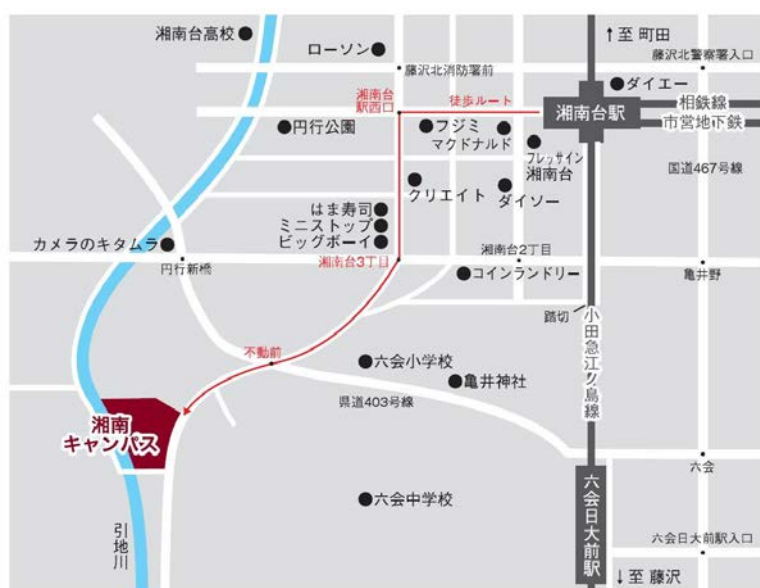 湘南台高校
ローソン
↑至 町田
藤沢北警察署入口
藤沢北消防署前
ダイエー
湘南台
駅西口
徒歩ルート
湘南台駅
相鉄線
市営地下鉄
円行公園
フジミ
マクドナルド
フレッサイン
湘南台
国道467号線
クリエイト
ダイソー
はま寿司
ミニストップ
ビッグボーイ
カメラのキタムラ
円行新橋
湘南台3丁目
湘南台2丁目
亀井野
コインランドリー
踏切
小田急江ノ島線
不動前
六会小学校
亀井神社
県道403号線
湘南
キャンパス
六会
六会中学校
引地川
六会日大前駅
六会日大前駅入口
↓至 藤沢